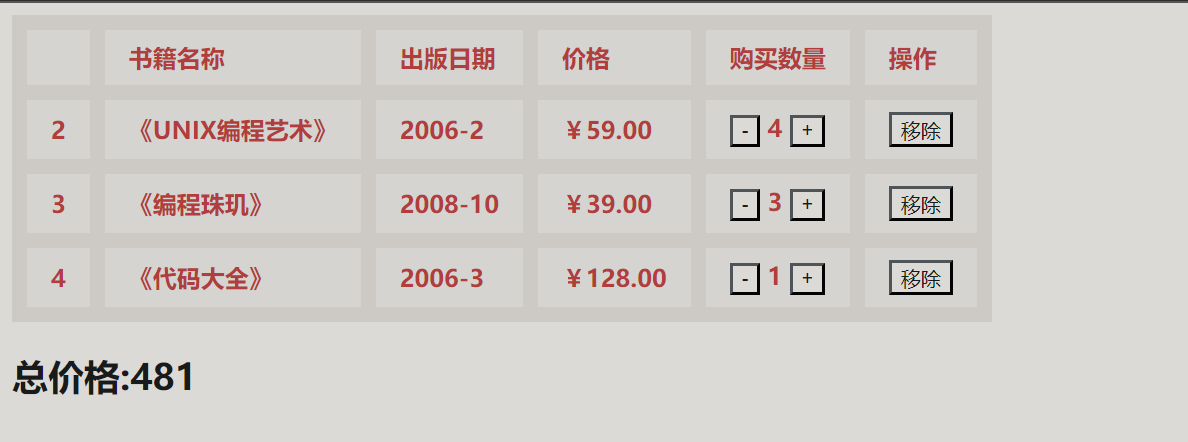 书籍名称 出版日期 价格 购买数量 操作
2 《UNIX编程艺术》 2006-2 ￥59.00 - 4 + 移除
3 《编程珠玑》 2008-10 ￥39.00 - 3 + 移除
4 《代码大全》 2006-3 ￥128.00 - 1 + 移除
总价格:481